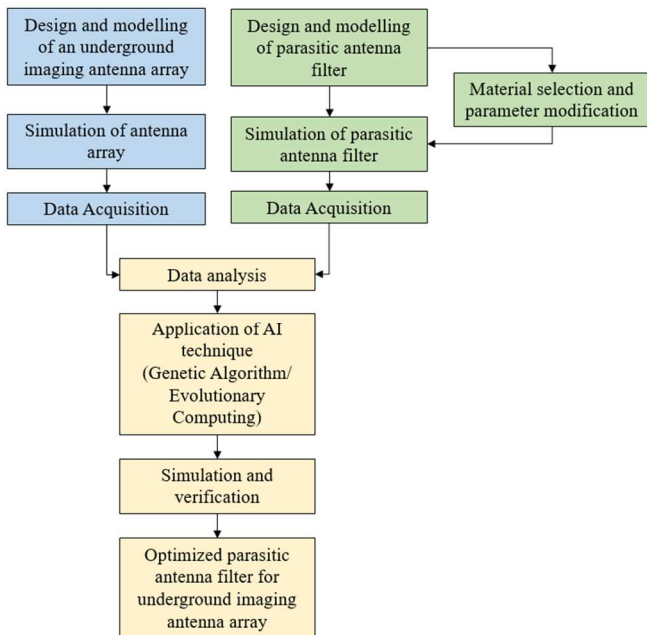 Design and modelling
of an underground
imaging antenna array
Design and modelling
of parasitic antenna
filter
Material selection and
parameter modification
Simulation of antenna
array
Simulation of parasitic
antenna filter
Data Acquisition
Data Acquisition
Data analysis
Application of AI
technique
(Genetic Algorithm/
Evolutionary
Computing)
Simulation and
verification
Optimized parasitic
antenna filter for
underground imaging
antenna array